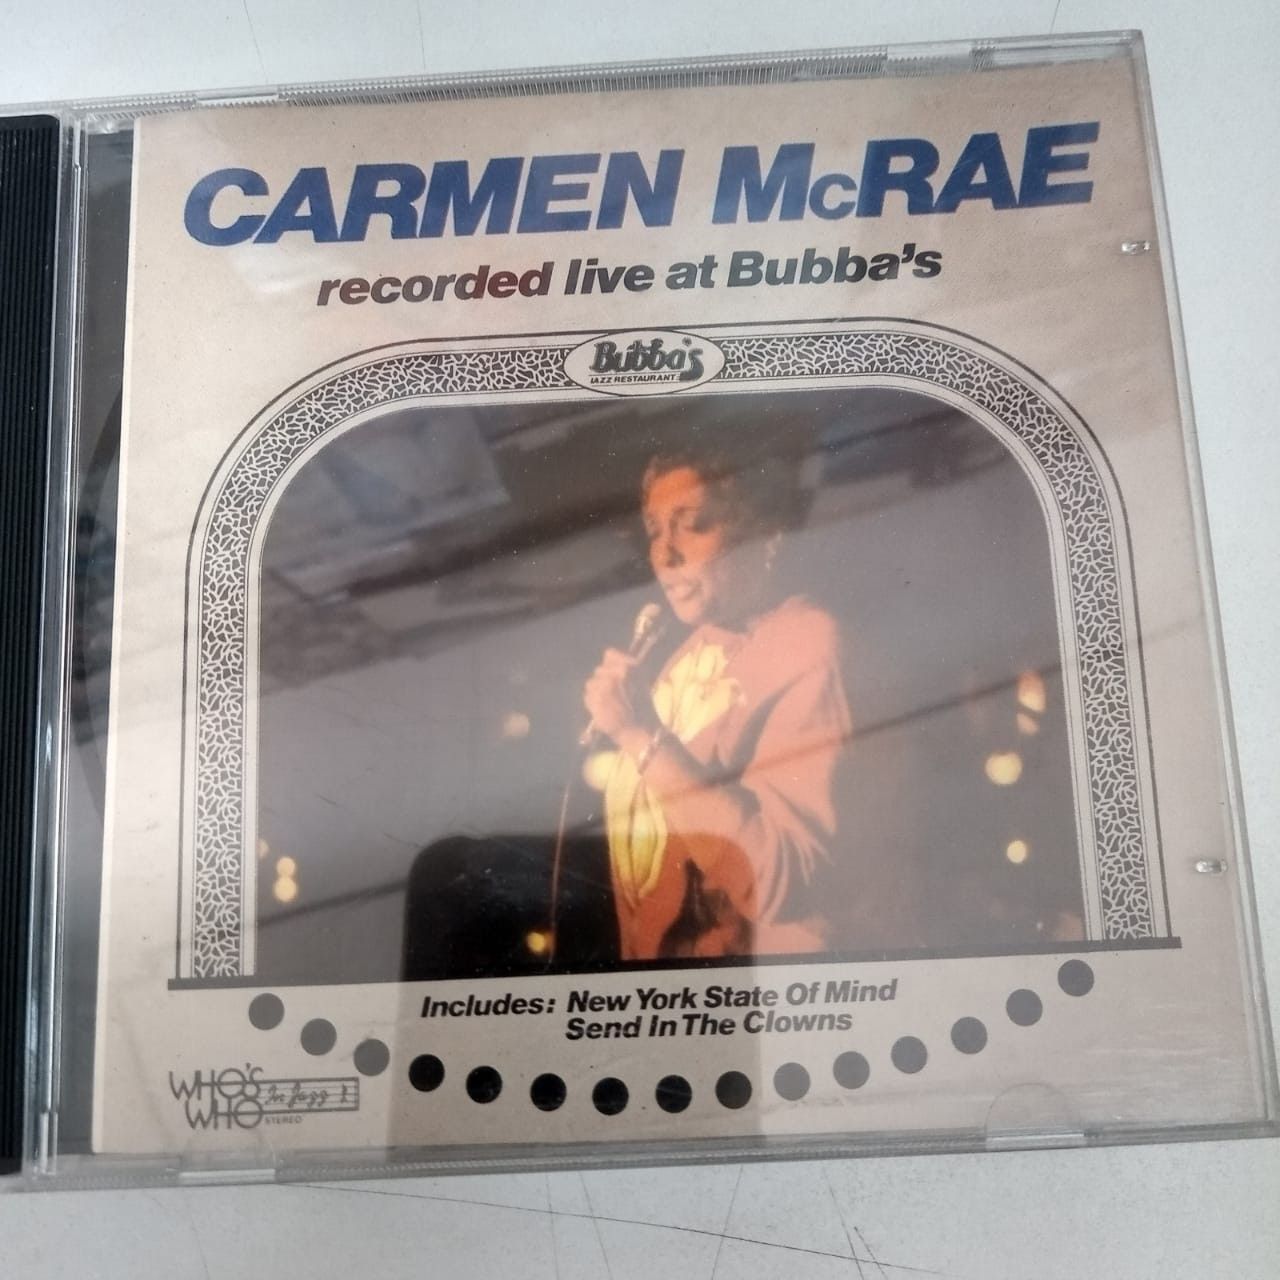 CARMEN McRAE
recorded live at Bubba's
Bubba's
JAZZ RESTAURANT
Includes: New York State Of Mind
Send In The Clowns
WHO'S
WHO In Jazz
STEREO